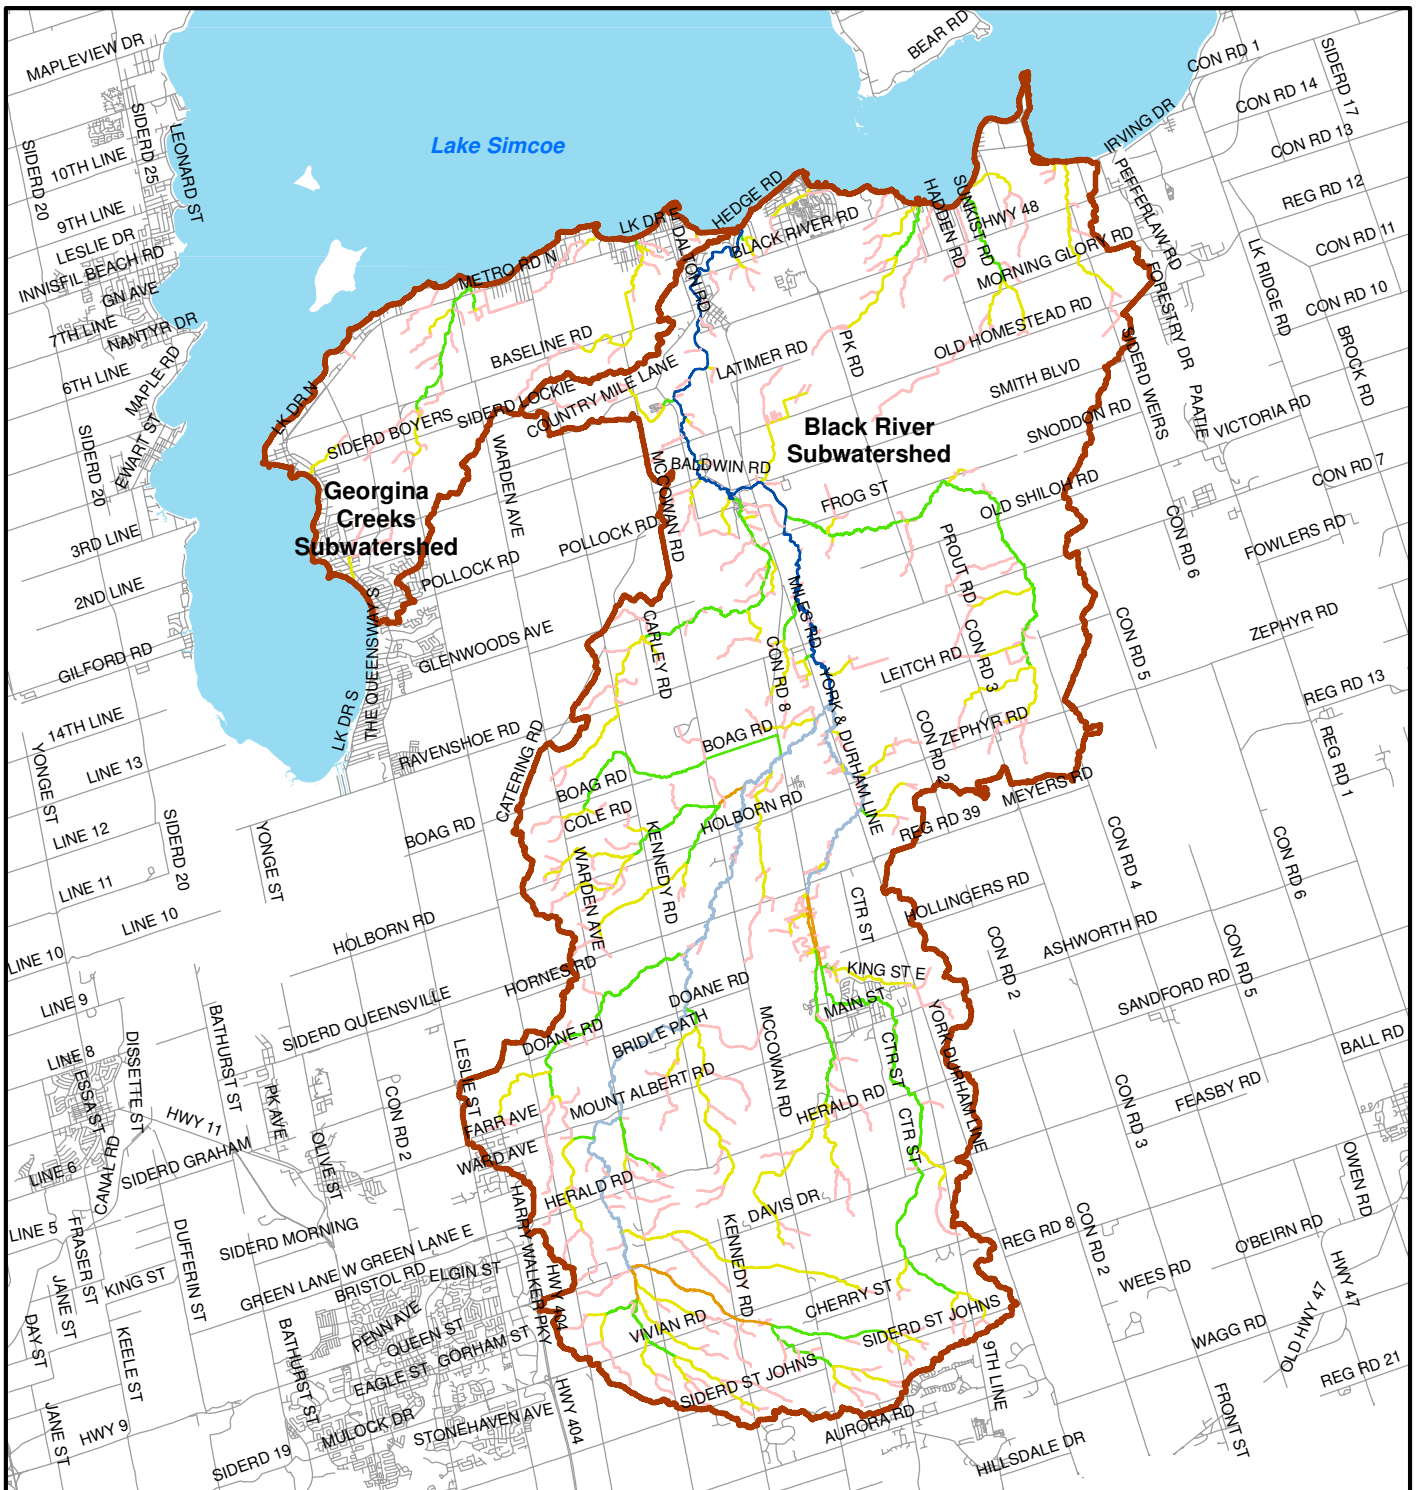 BEAR RD
MAPLEVIEW DR
CON RD 1
SIDERD 17
CON RD 14
SIDERD 25
LEONARD ST
IRVING DR
CON RD 13
Lake Simcoe
SIDERD 20
10TH LINE
PEFFERLAW RD
REG RD 12
HEDGE RD
HADDEN RD
SUNKIST RD
HWY 48
9TH LINE
LK DR E
BLACK RIVER RD
CON RD 11
LESLIE DR
DALTON RD
MORNING GLORY RD
INNISFIL BEACH RD
METRO RD N
FORESTRY DR
LK RIDGE RD
GN AVE
CON RD 10
7TH LINE
NANTYR DR
BASELINE RD
OLD HOMESTEAD RD
PK RD
SIDERD WEIRS
BROCK RD
6TH LINE
MAPLE RD
LATIMER RD
SMITH BLVD
PAATIE
COUNTRY MILE LANE
SIDERD LOCKIE
LK DR N
SIDERD BOYERS
SNODDON RD
VICTORIA RD
Black River
Subwatershed
EWART ST
SIDERD 20
WARDEN AVE
MCCOWAN RD
BALDWIN RD
CON RD 7
Georgina
Creeks
Subwatershed
FROG ST
OLD SHILOH RD
3RD LINE
POLLOCK RD
CON RD 6
FOWLERS RD
POLLOCK RD
PROUT RD
2ND LINE
MILES RD
THE QUEENSWAY S
GLENWOODS AVE
CARLEY RD
CON RD 8
CON RD 3
CON RD 5
ZEPHYR RD
GILFORD RD
LEITCH RD
YORK & DURHAM LINE
REG RD 13
LK DR S
14TH LINE
RAVENSHOE RD
CATERING RD
BOAG RD
CON RD 2
ZEPHYR RD
REG RD 1
YONGE ST
LINE 13
BOAG RD
MEYERS RD
COLE RD
HOLBORN RD
REG RD 39
LINE 12
SIDERD 20
YONGE ST
BOAG RD
KENNEDY RD
WARDEN AVE
CON RD 4
CON RD 6
LINE 11
CTR ST
HOLLINGERS RD
LINE 10
HOLBORN RD
ASHWORTH RD
LINE 10
CON RD 2
CON RD 5
HORNES RD
KING ST E
SANDFORD RD
LINE 9
DOANE RD
MAIN ST
SIDERD QUEENSVILLE
BATHURST ST
DISSETTE ST
DOANE RD
BRIDLE PATH
MCCOWAN RD
YORK DURHAM LINE
BALL RD
LINE 8
LESLIE ST
CTR ST
ESSA ST
MOUNT ALBERT RD
FEASBY RD
PK AVE
CON RD 2
HERALD RD
CON RD 3
HWY 11
FARR AVE
CTR ST
OLIVE ST
WARD AVE
LINE 6
CANAL RD
SIDERD GRAHAM
OWEN RD
HERALD RD
DAVIS DR
HARRY WALKER PKY
LINE 5
FRASER ST
DUFFERIN ST
SIDERD MORNING
KENNEDY RD
REG RD 8
CON RD 2
O'BEIRN RD
GREEN LANE W
GREEN LANE E
KING ST
BRISTOL RD
ELGIN ST
HWY 404
WEES RD
HWY 47
JANE ST
CHERRY ST
PENN AVE
SIDERD ST JOHNS
VIVIAN RD
DAY ST
KEELE ST
BATHURST ST
QUEEN ST
GORHAM ST
WAGG RD
OLD HWY 47
EAGLE ST
9TH LINE
SIDERD ST JOHNS
REG RD 21
HWY 404
JANE ST
HWY 9
MULOCK DR
STONEHAVEN AVE
AURORA RD
FRONT ST
SIDERD 19
HILLSDALE DR